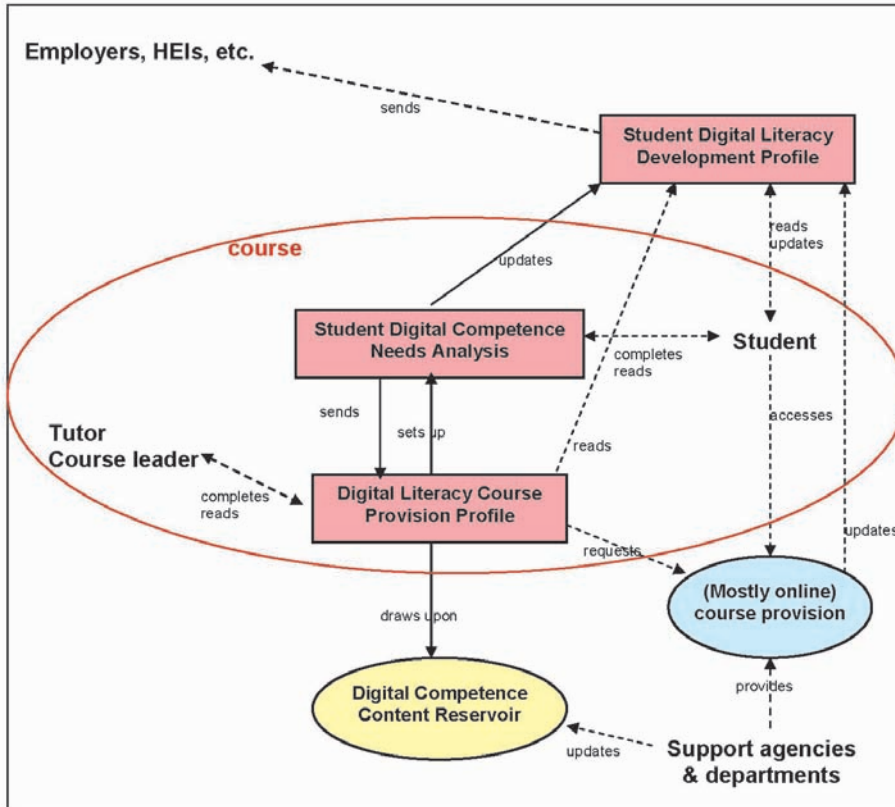 Employers, HEIs, etc.
sends
Student Digital Literacy
Development Profile
reads
updates
course
updates
Student Digital Competence
Needs Analysis
completes
reads
Student
sends
sets up
reads
accesses
Tutor
Course leader
completes
reads
Digital Literacy Course
Provision Profile
requests
updates
(Mostly online)
course provision
draws upon
provides
Digital Competence
Content Reservoir
updates
Support agencies
& departments